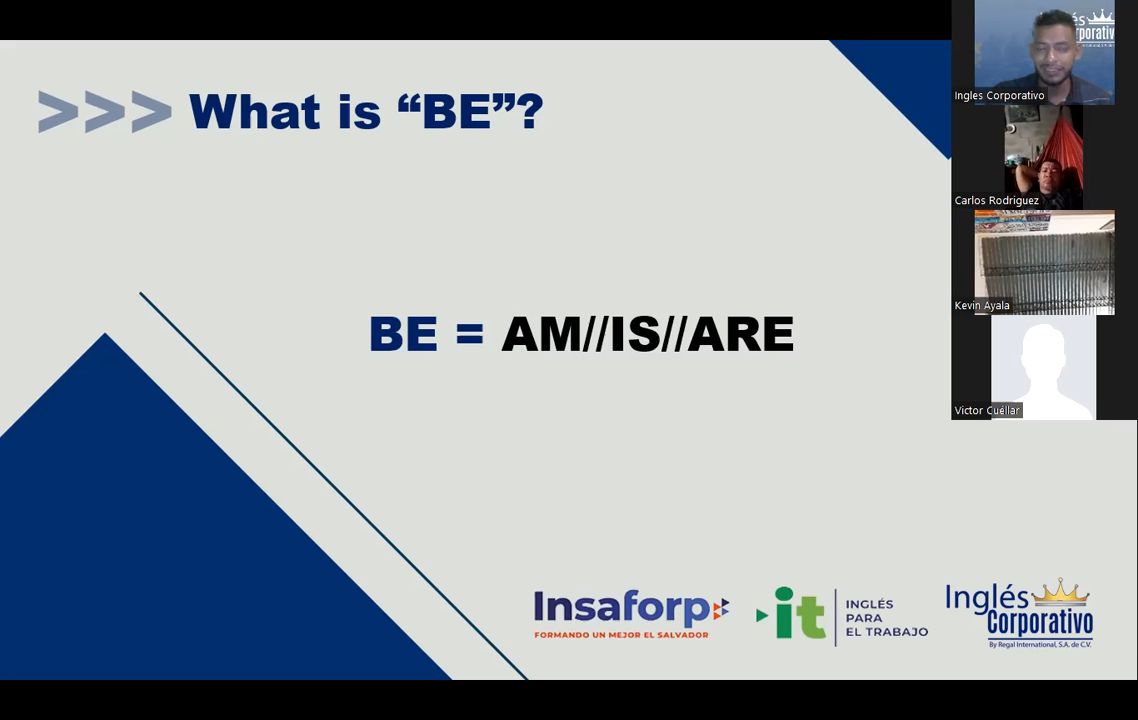 >>> What is “BE”?
BE = AM//IS//ARE
Insaforp
FORMANDO UN MEJOR EL SALVADOR
it
INGLÉS
PARA
EL TRABAJO
Inglés
Corporativo
By Regal International, S.A. de C.V.
Ingles Corporativo
Carlos Rodriguez
Kevin Ayala
Victor Cuéllar